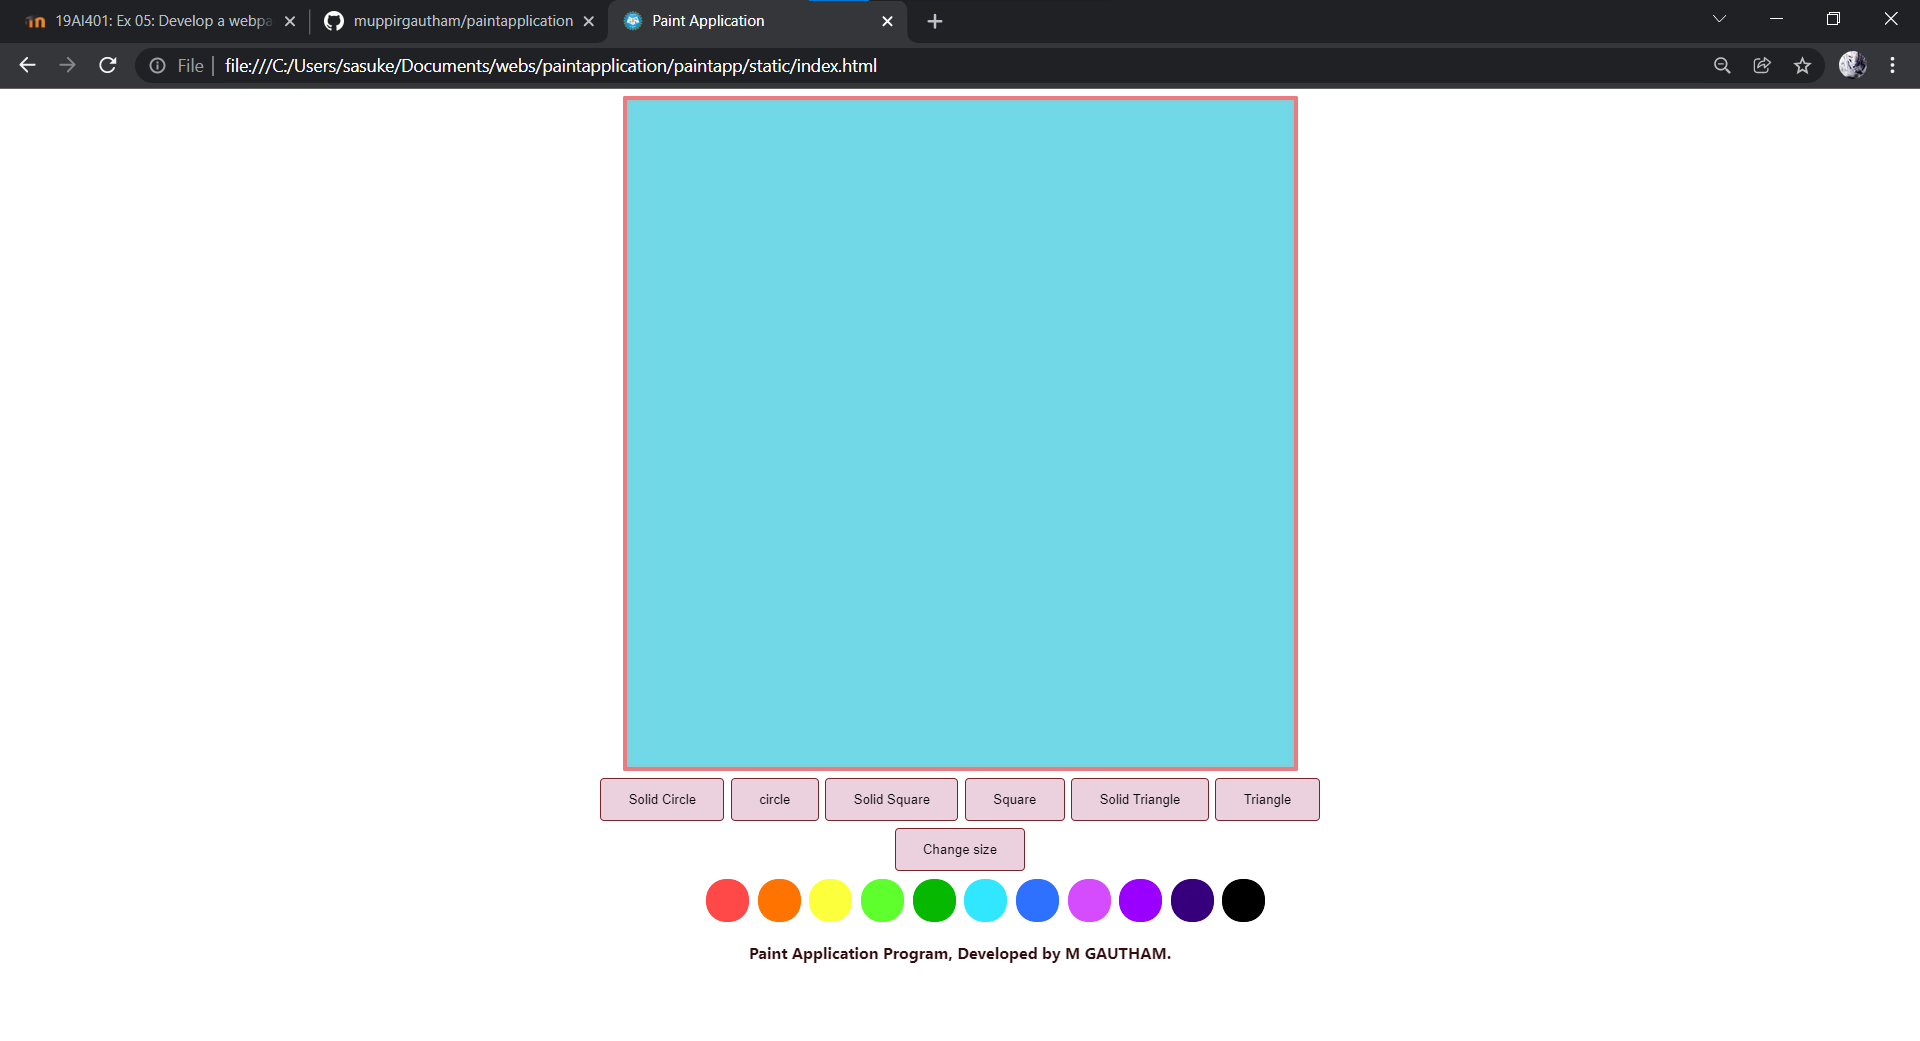 19AI401: Ex 05: Develop a webpa
muppirgautham/paintapplication
Paint Application
File | file:///C:/Users/sasuke/Documents/webs/paintapplication/paintapp/static/index.html
Solid Circle circle Solid Square Square Solid Triangle Triangle
Change size
Paint Application Program, Developed by M GAUTHAM.